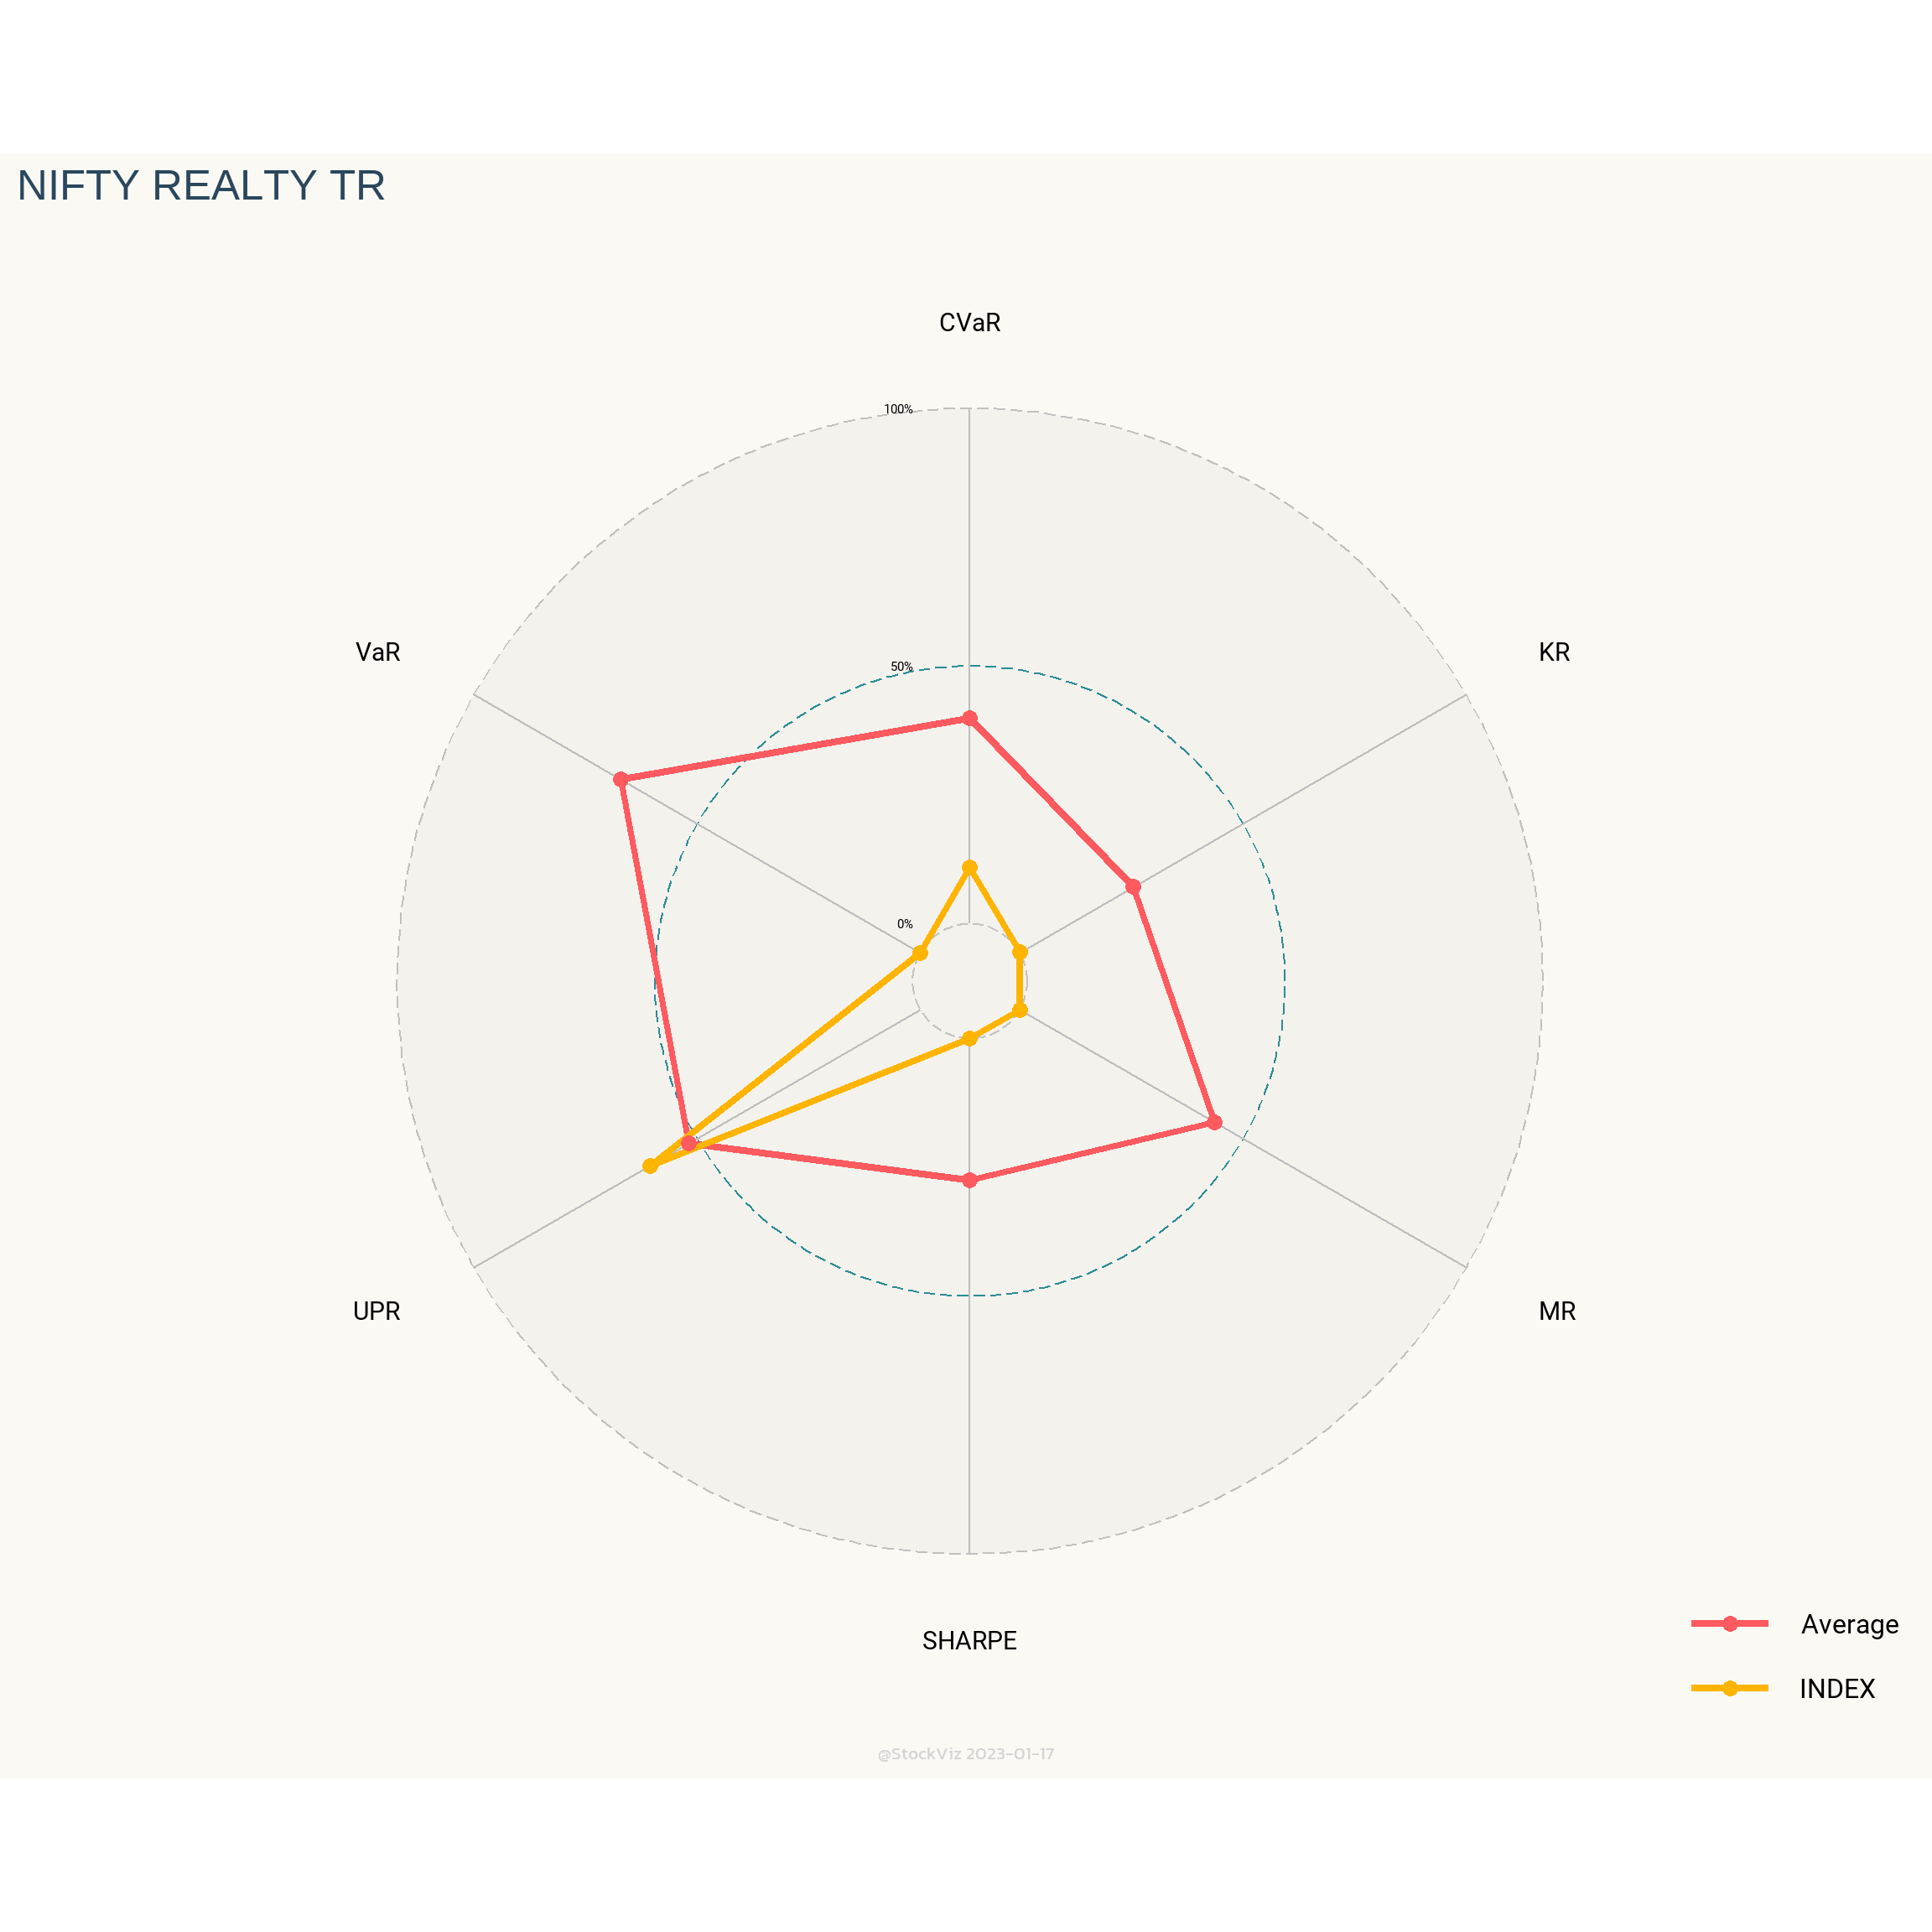 NIFTY REALTY TR
CVaR
100%
VaR
KR
50%
0%
UPR
MR
SHARPE
Average
INDEX
@StockViz 2023-01-17